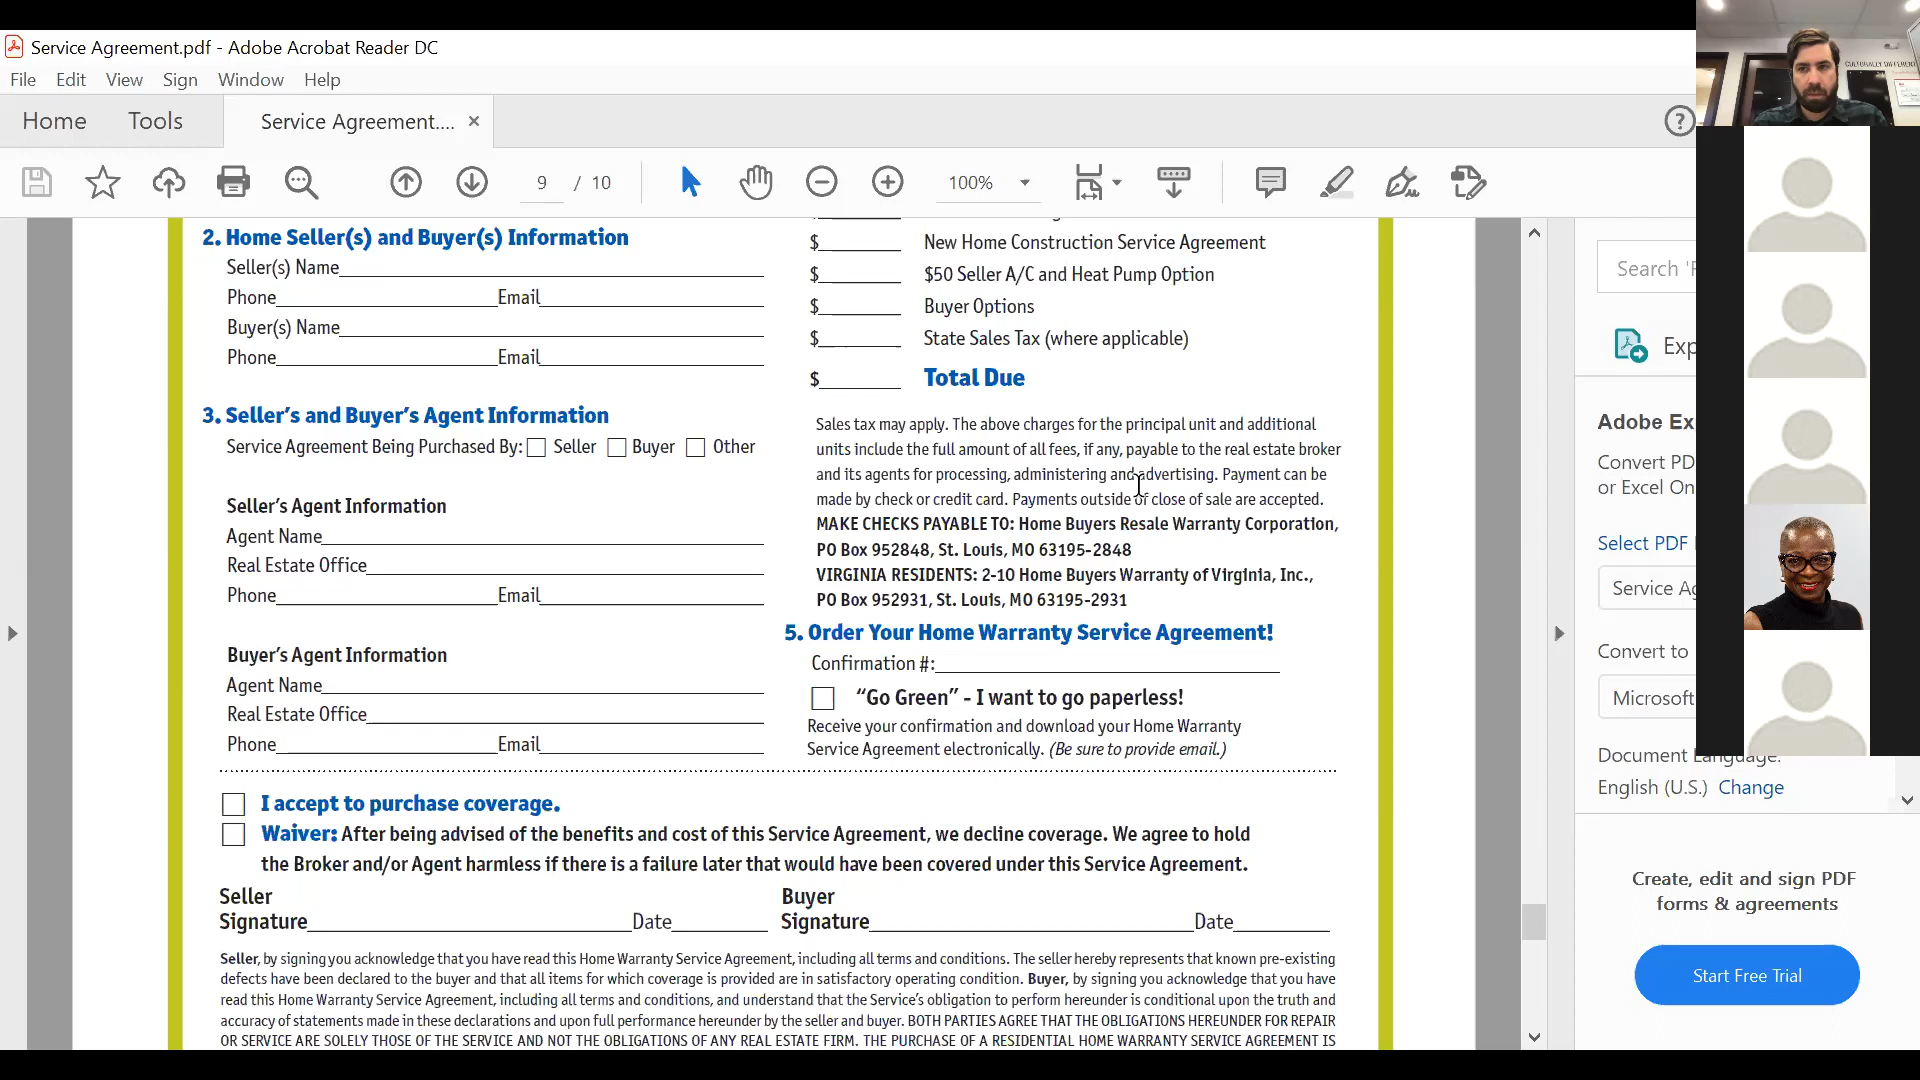 Service Agreement.pdf - Adobe Acrobat Reader DC
File Edit View Sign Window Help
Home Tools Service Agreement.... ×
9 / 10 100%
2. Home Seller(s) and Buyer(s) Information
Seller(s) Name
Phone Email
Buyer(s) Name
Phone Email
3. Seller's and Buyer's Agent Information
Service Agreement Being Purchased By: Seller Buyer Other
Seller's Agent Information
Agent Name
Real Estate Office
Phone Email
Buyer's Agent Information
Agent Name
Real Estate Office
Phone Email
$ New Home Construction Service Agreement
$ $50 Seller A/C and Heat Pump Option
$ Buyer Options
$ State Sales Tax (where applicable)
$ Total Due
Sales tax may apply. The above charges for the principal unit and additional
units include the full amount of all fees, if any, payable to the real estate broker
and its agents for processing, administering and advertising. Payment can be
made by check or credit card. Payments outside of close of sale are accepted.
MAKE CHECKS PAYABLE TO: Home Buyers Resale Warranty Corporation,
PO Box 952848, St. Louis, MO 63195-2848
VIRGINIA RESIDENTS: 2-10 Home Buyers Warranty of Virginia, Inc.,
PO Box 952931, St. Louis, MO 63195-2931
5. Order Your Home Warranty Service Agreement!
Confirmation #:
"Go Green" - I want to go paperless!
Receive your confirmation and download your Home Warranty
Service Agreement electronically. (Be sure to provide email.)
I accept to purchase coverage.
Waiver: After being advised of the benefits and cost of this Service Agreement, we decline coverage. We agree to hold
the Broker and/or Agent harmless if there is a failure later that would have been covered under this Service Agreement.
Seller Buyer
Signature Date Signature Date
Seller, by signing you acknowledge that you have read this Home Warranty Service Agreement, including all terms and conditions. The seller hereby represents that known pre-existing
defects have been declared to the buyer and that all items for which coverage is provided are in satisfactory operating condition. Buyer, by signing you acknowledge that you have
read this Home Warranty Service Agreement, including all terms and conditions, and understand that the Service's obligation to perform hereunder is conditional upon the truth and
accuracy of statements made in these declarations and upon full performance hereunder by the seller and buyer. BOTH PARTIES AGREE THAT THE OBLIGATIONS HEREUNDER FOR REPAIR
OR SERVICE ARE SOLELY THOSE OF THE SERVICE AND NOT THE OBLIGATIONS OF ANY REAL ESTATE FIRM. THE PURCHASE OF A RESIDENTIAL HOME WARRANTY SERVICE AGREEMENT IS
Search
Exp
Adobe Ex
Convert PD
or Excel On
Select PDF
Service Ag
Convert to
Microsoft
Document Language:
English (U.S.) Change
Create, edit and sign PDF
forms & agreements
Start Free Trial
CULTURALLY DIFFERENT